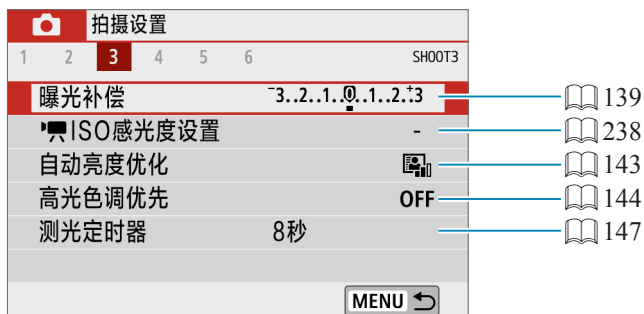 拍摄设置
1 2 3 4 5 6 SHOOT3
曝光补偿 -3..2..1..0..1..2..+3 139
ISO感光度设置 - 238
自动亮度优化 143
高光色调优先 OFF 144
测光定时器 8秒 147
MENU